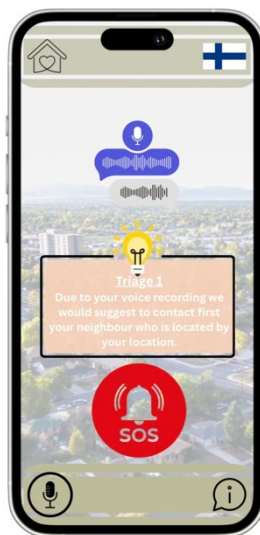 Triage 1
Due to your voice recording we
would suggest to contact first
your neighbour who is located by
your location.
SOS